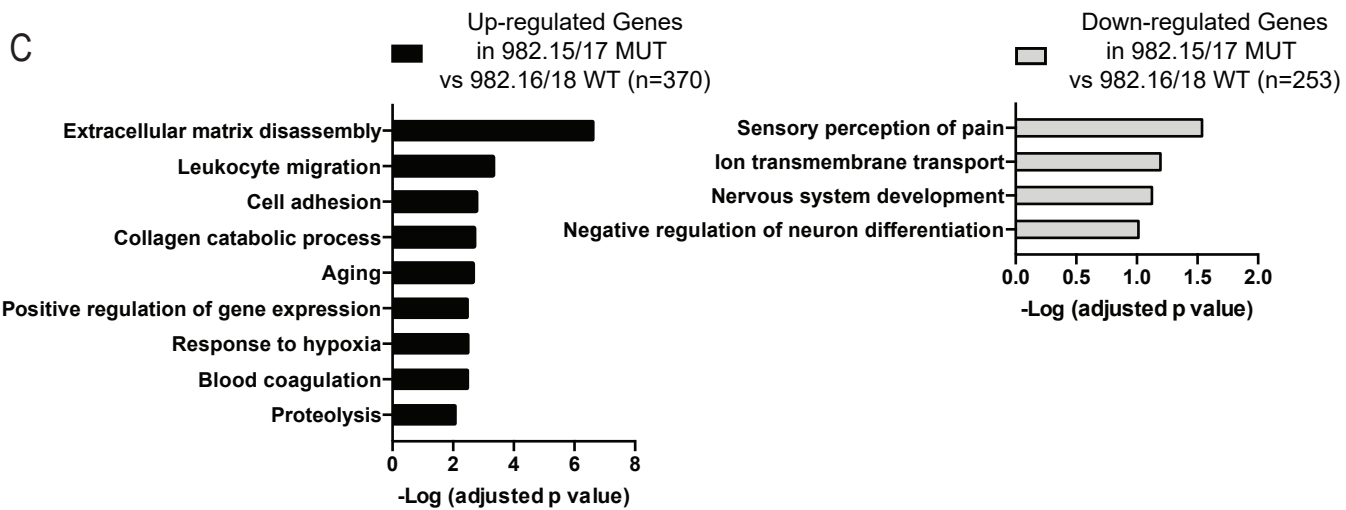 C
Up-regulated Genes
in 982.15/17 MUT
vs 982.16/18 WT (n=370)
Extracellular matrix disassembly
Leukocyte migration
Cell adhesion
Collagen catabolic process
Aging
Positive regulation of gene expression
Response to hypoxia
Blood coagulation
Proteolysis
0 2 4 6 8
-Log (adjusted p value)
Down-regulated Genes
in 982.15/17 MUT
vs 982.16/18 WT (n=253)
Sensory perception of pain
Ion transmembrane transport
Nervous system development
Negative regulation of neuron differentiation
0.0 0.5 1.0 1.5 2.0
-Log (adjusted p value)